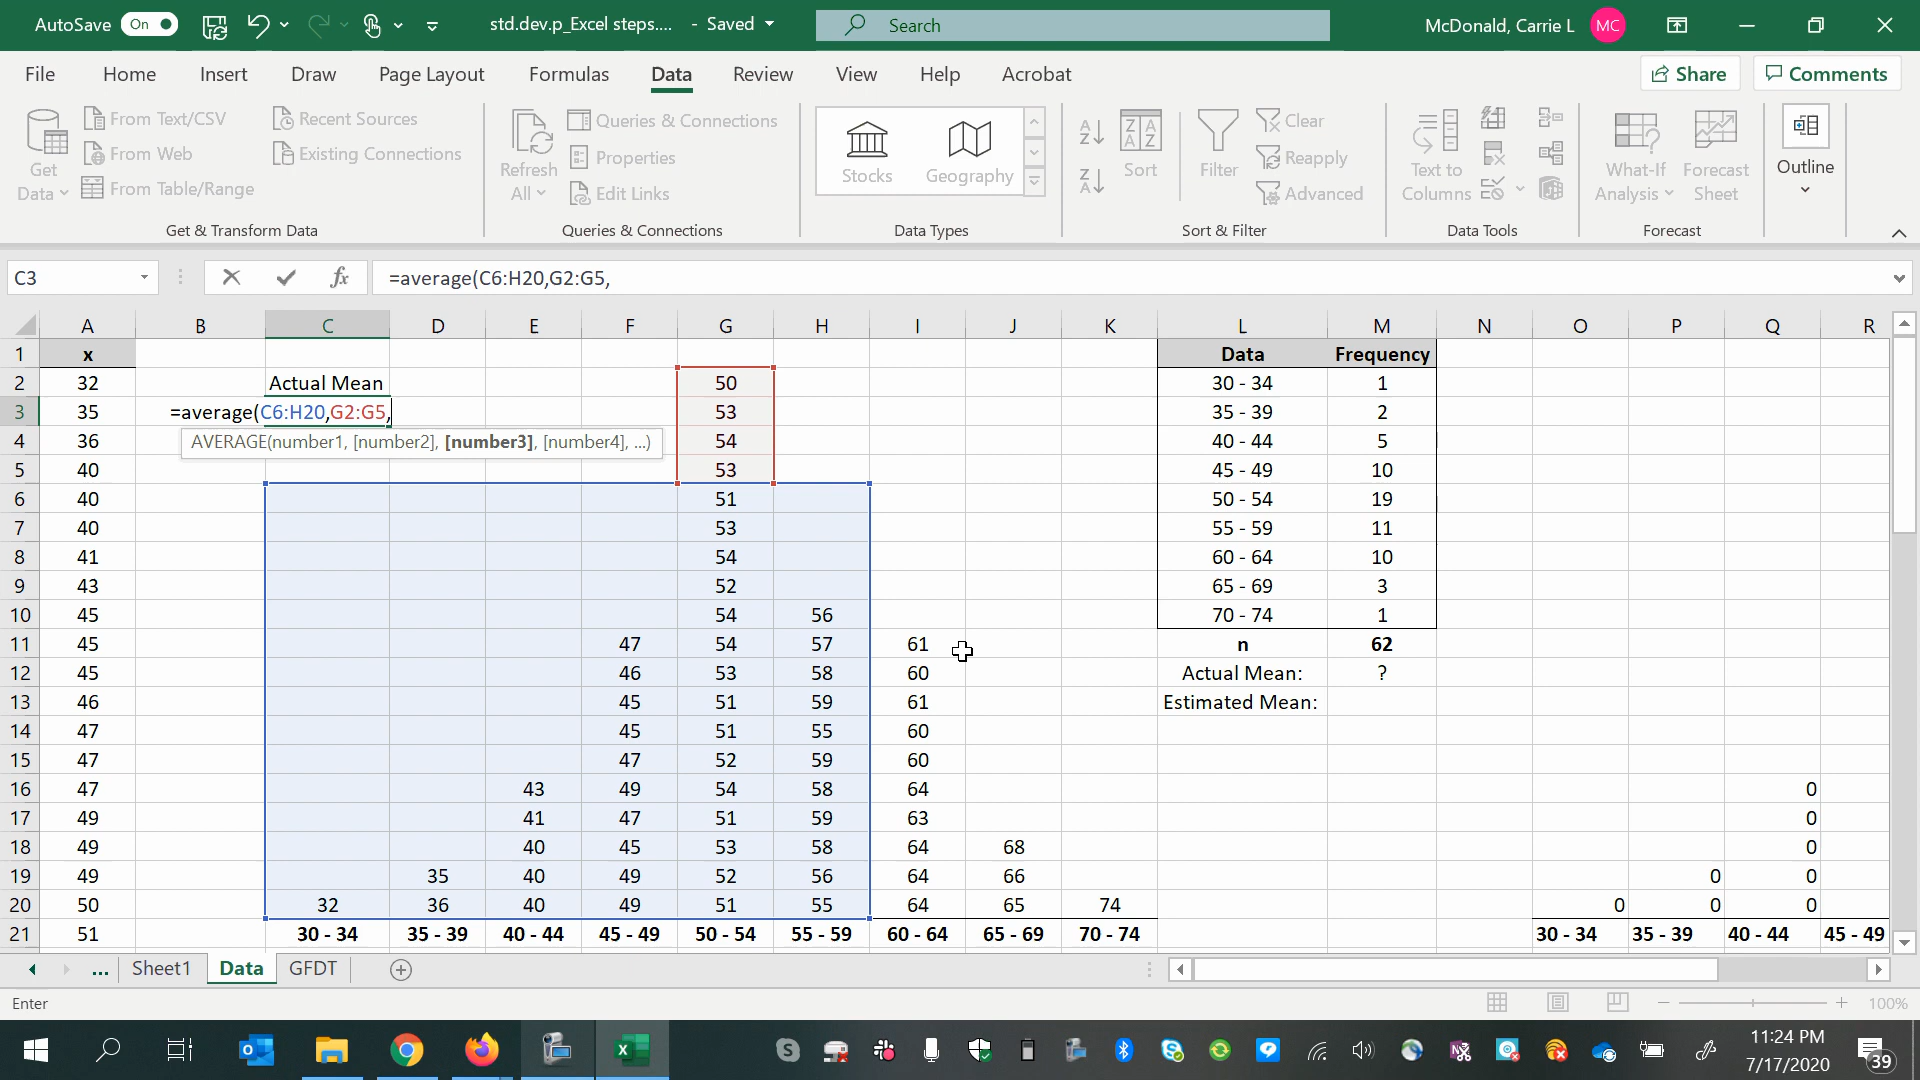 AutoSave On std.dev.p_Excel steps.... - Saved Search McDonald, Carrie L MC
File Home Insert Draw Page Layout Formulas Data Review View Help Acrobat Share Comments
Get Data
From Text/CSV
From Web
From Table/Range
Recent Sources
Existing Connections
Get & Transform Data
Refresh All
Queries & Connections
Properties
Edit Links
Queries & Connections
Stocks Geography
Data Types
Sort Filter
Clear
Reapply
Advanced
Sort & Filter
Text to Columns
Data Tools
What-If Analysis
Forecast Sheet
Forecast
Outline
C3 fx =average(C6:H20,G2:G5,
A B C D E F G H I J K L M N O P Q R
1 x Data Frequency
2 32 Actual Mean 50 30 - 34 1
3 35 =average(C6:H20,G2:G5, 53 35 - 39 2
4 36 AVERAGE(number1, [number2], [number3], [number4], ...) 54 40 - 44 5
5 40 53 45 - 49 10
6 40 51 50 - 54 19
7 40 53 55 - 59 11
8 41 54 60 - 64 10
9 43 52 65 - 69 3
10 45 54 56 70 - 74 1
11 45 47 54 57 61 n 62
12 45 46 53 58 60 Actual Mean: ?
13 46 45 51 59 61 Estimated Mean:
14 47 45 51 55 60
15 47 47 52 59 60
16 47 43 49 54 58 64 0
17 49 41 47 51 59 63 0
18 49 40 45 53 58 64 68 0
19 49 35 40 49 52 56 64 66 0 0
20 50 32 36 40 49 51 55 64 65 74 0 0 0
21 51 30 - 34 35 - 39 40 - 44 45 - 49 50 - 54 55 - 59 60 - 64 65 - 69 70 - 74 30 - 34 35 - 39 40 - 44 45 - 49
... Sheet1 Data GFDT
Enter 100%
11:24 PM
7/17/2020
39